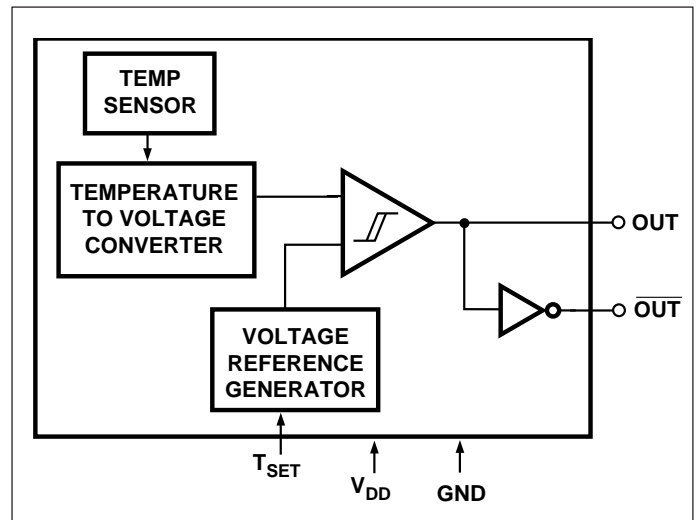 TEMP
SENSOR
TEMPERATURE
TO VOLTAGE
CONVERTER
OUT
OUT
VOLTAGE
REFERENCE
GENERATOR
TSET
VDD
GND